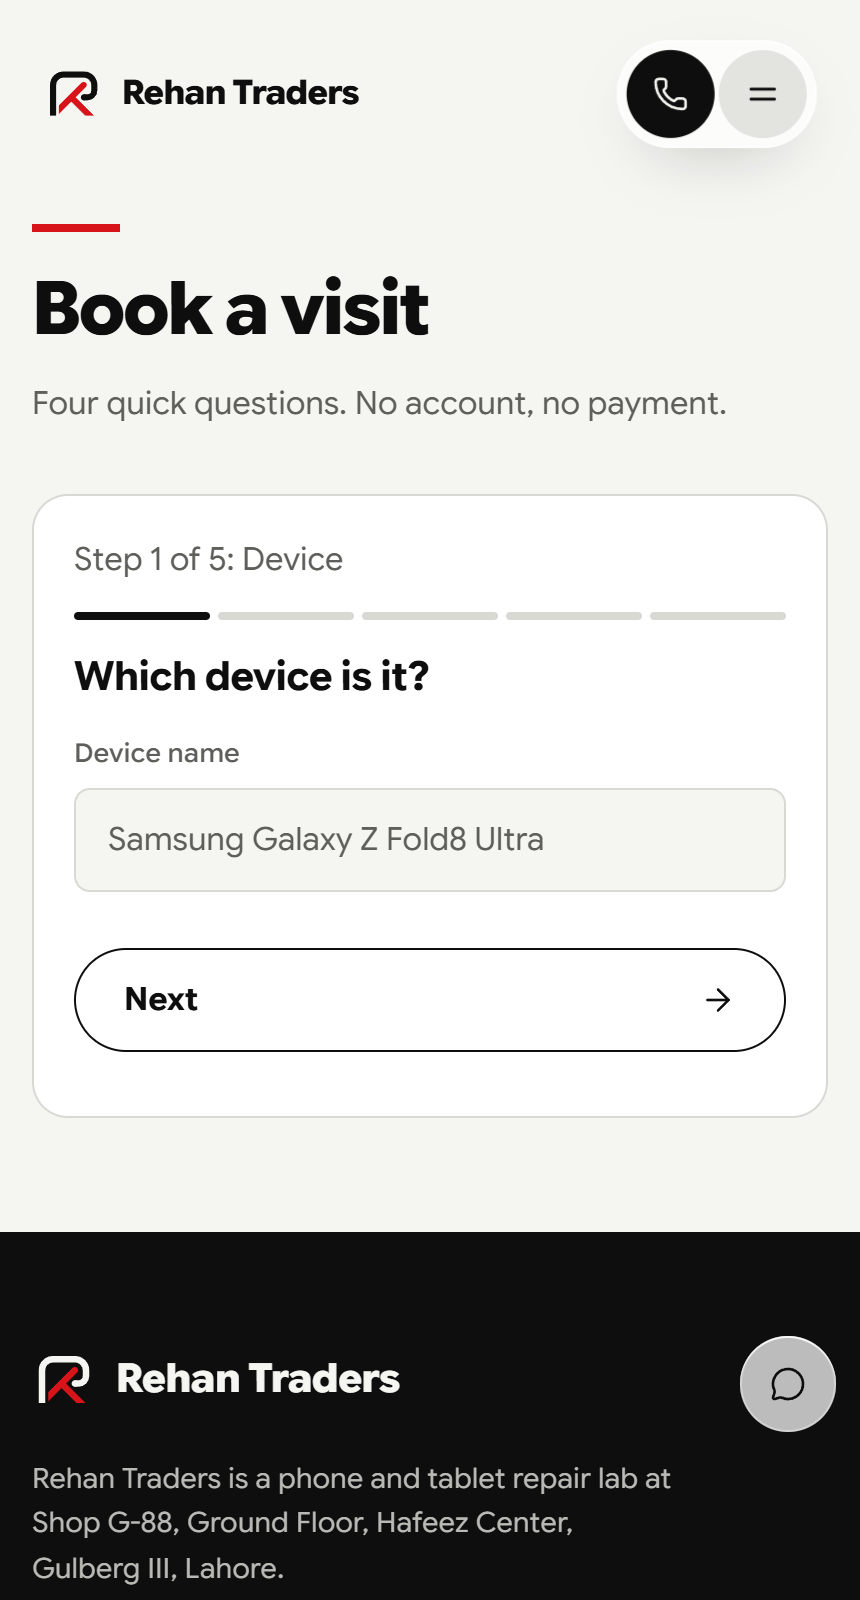 Rehan Traders
Book a visit
Four quick questions. No account, no payment.
Step 1 of 5: Device
Which device is it?
Device name
Samsung Galaxy Z Fold8 Ultra
Next
Rehan Traders
Rehan Traders is a phone and tablet repair lab at
Shop G-88, Ground Floor, Hafeez Center,
Gulberg III, Lahore.